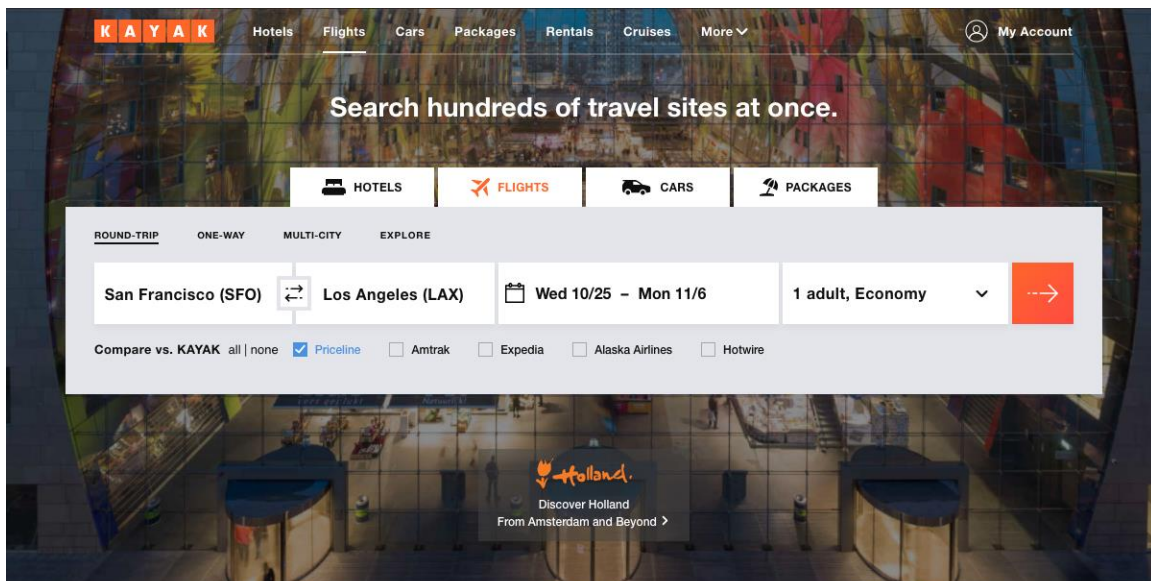 KAYAK Hotels Flights Cars Packages Rentals Cruises More My Account
Search hundreds of travel sites at once.
HOTELS FLIGHTS CARS PACKAGES
ROUND-TRIP ONE-WAY MULTI-CITY EXPLORE
San Francisco (SFO) Los Angeles (LAX) Wed 10/25 – Mon 11/6 1 adult, Economy
Compare vs. KAYAK all | none Priceline Amtrak Expedia Alaska Airlines Hotwire
Holland.
Discover Holland
From Amsterdam and Beyond